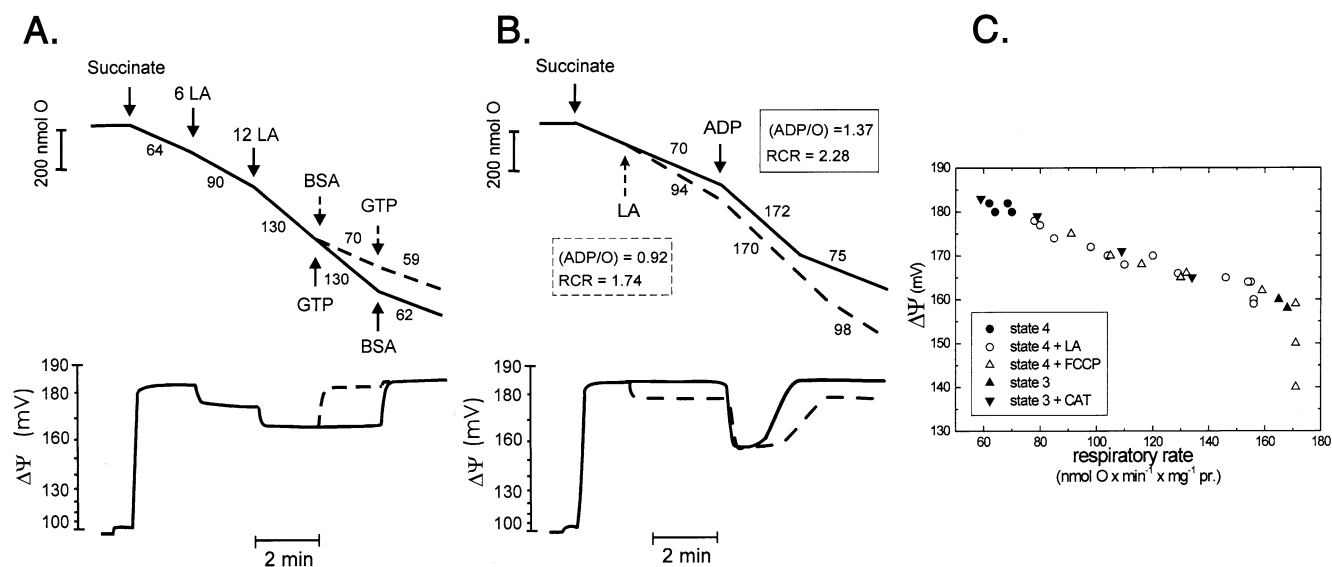 A.
Succinate
6 LA
12 LA
BSA
GTP
200 nmol O
64
90
130
70
59
130
62
GTP
BSA
190
180
160
130
100
ΔΨ (mV)
2 min
B.
Succinate
ADP
(ADP/O) =1.37
RCR = 2.28
200 nmol O
70
94
LA
172
170
75
98
(ADP/O) = 0.92
RCR = 1.74
190
180
160
130
100
ΔΨ (mV)
2 min
C.
190
180
170
160
150
140
130
ΔΨ (mV)
state 4
state 4 + LA
state 4 + FCCP
state 3
state 3 + CAT
60 80 100 120 140 160 180
respiratory rate
(nmol O x min⁻¹ x mg⁻¹ pr.)